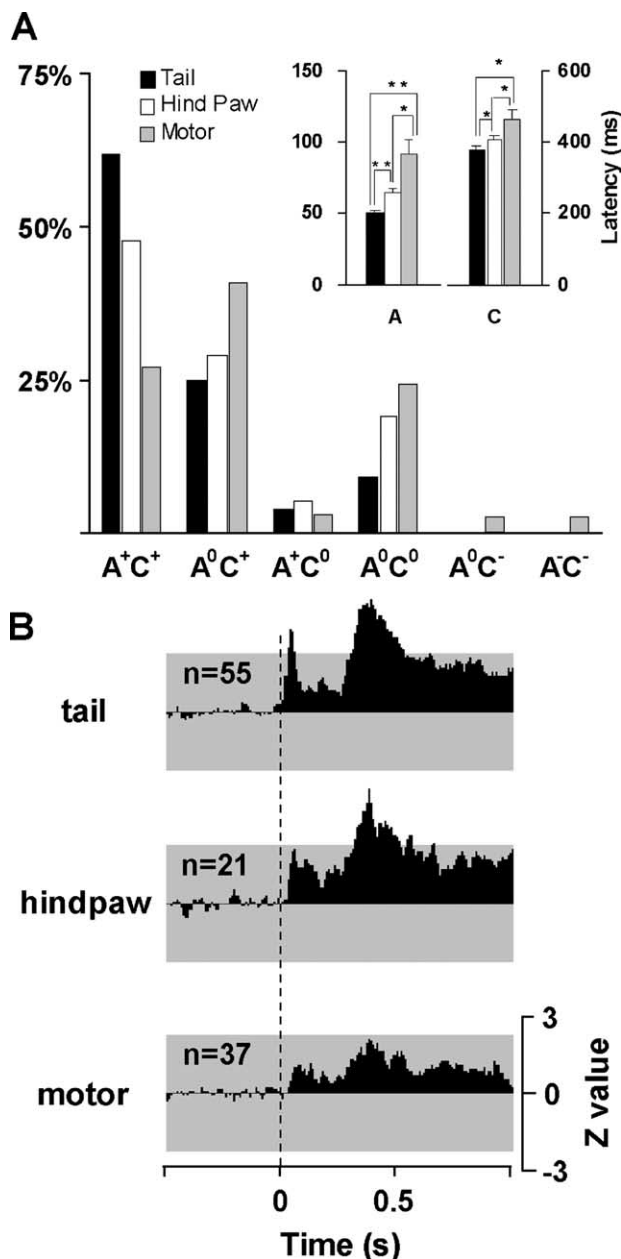 A
75%
50%
25%
Tail
Hind Paw
Motor
150
100
50
0
* *
*
* *
*
*
*
600
400
200
0
Latency (ms)
A C
A⁺C⁺ A⁰C⁺ A⁺C⁰ A⁰C⁰ A⁰C⁻ A⁻C⁻
B
n=55
tail
n=21
hindpaw
n=37
motor
3
0
-3
Z value
0 0.5
Time (s)